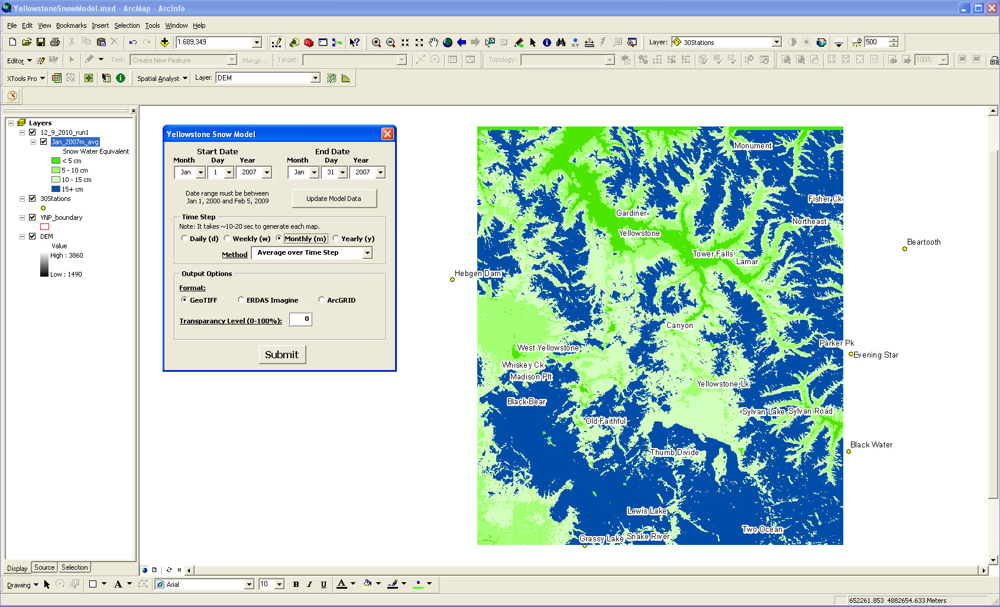 YellowstoneSnowModel.mxd - ArcMap - ArcInfo
File Edit View Bookmarks Insert Selection Tools Window Help
1:689,349 Layer: 30Stations 500
Editor Task: Create New Feature Merge... Target: Topology: 100%
XTools Pro Spatial Analyst Layer: DEM
Layers
12_9_2010_run1
Jan_2007m_avg
Snow Water Equivalent
< 5 cm
5 - 10 cm
10 - 15 cm
15+ cm
30Stations
YNP_boundary
DEM
Value
High : 3860
Low : 1490
Display Source Selection
Yellowstone Snow Model
Start Date End Date
Month Day Year Month Day Year
Jan 1 2007 Jan 31 2007
Date range must be between
Jan 1, 2000 and Feb 5, 2009
Update Model Data
Time Step
Note: It takes ~10-20 sec to generate each map.
Daily (d) Weekly (w) Monthly (m) Yearly (y)
Method Average over Time Step
Output Options
Format:
GeoTIFF ERDAS Imagine ArcGRID
Transparancy Level (0-100%): 0
Submit
Monument
Fisher Ck
Gardiner
Northeast
Yellowstone
Beartooth
Tower Falls
Lamar
Hebgen Dam
Canyon
Parker Pk
West Yellowstone
Evening Star
Whiskey Ck
Madison Plt
Yellowstone Lk
Black Bear
Sylvan Lake Sylvan Road
Old Faithful
Black Water
Thumb Divide
Lewis Lake
Two Ocean
Grassy Lake Snake River
Drawing A Arial 10 B I U A
652261.853 4882654.633 Meters